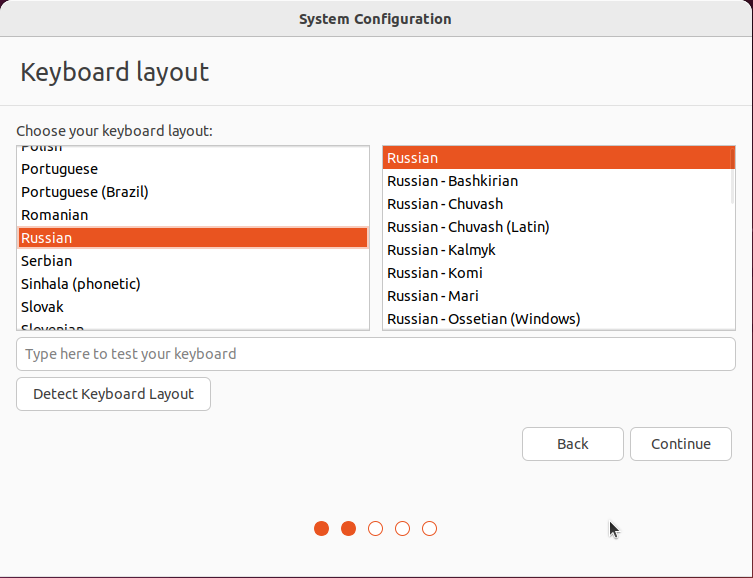 System Configuration
Keyboard layout
Choose your keyboard layout:
Polish
Portuguese
Portuguese (Brazil)
Romanian
Russian
Serbian
Sinhala (phonetic)
Slovak
Slovenian
Russian
Russian - Bashkirian
Russian - Chuvash
Russian - Chuvash (Latin)
Russian - Kalmyk
Russian - Komi
Russian - Mari
Russian - Ossetian (Windows)
Type here to test your keyboard
Detect Keyboard Layout
Back
Continue